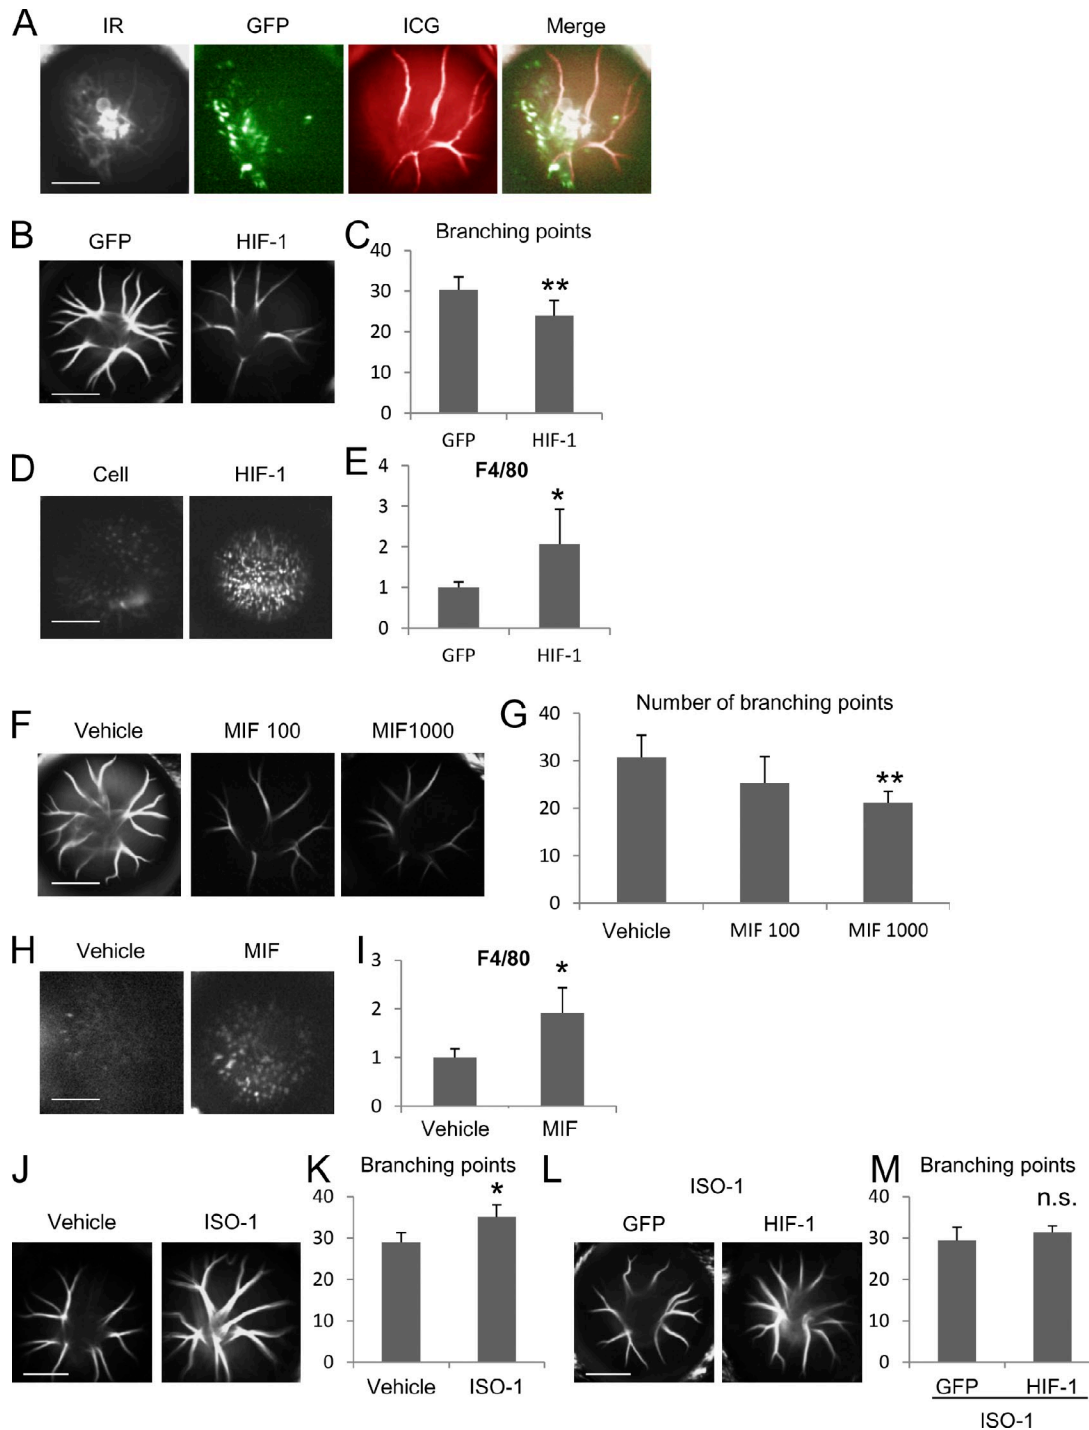 A
IR GFP ICG Merge
B
GFP HIF-1
C
Branching points
40
30
20
10
0
**
GFP HIF-1
D
Cell HIF-1
E
F4/80
4
3
2
1
0
*
GFP HIF-1
F
Vehicle MIF 100 MIF1000
G
Number of branching points
40
30
20
10
0
**
Vehicle MIF 100 MIF 1000
H
Vehicle MIF
I
F4/80
3
2
1
0
*
Vehicle MIF
J
Vehicle ISO-1
K
Branching points
40
30
20
10
0
*
Vehicle ISO-1
L
ISO-1
GFP HIF-1
M
Branching points
40
30
20
10
0
n.s.
GFP HIF-1
ISO-1